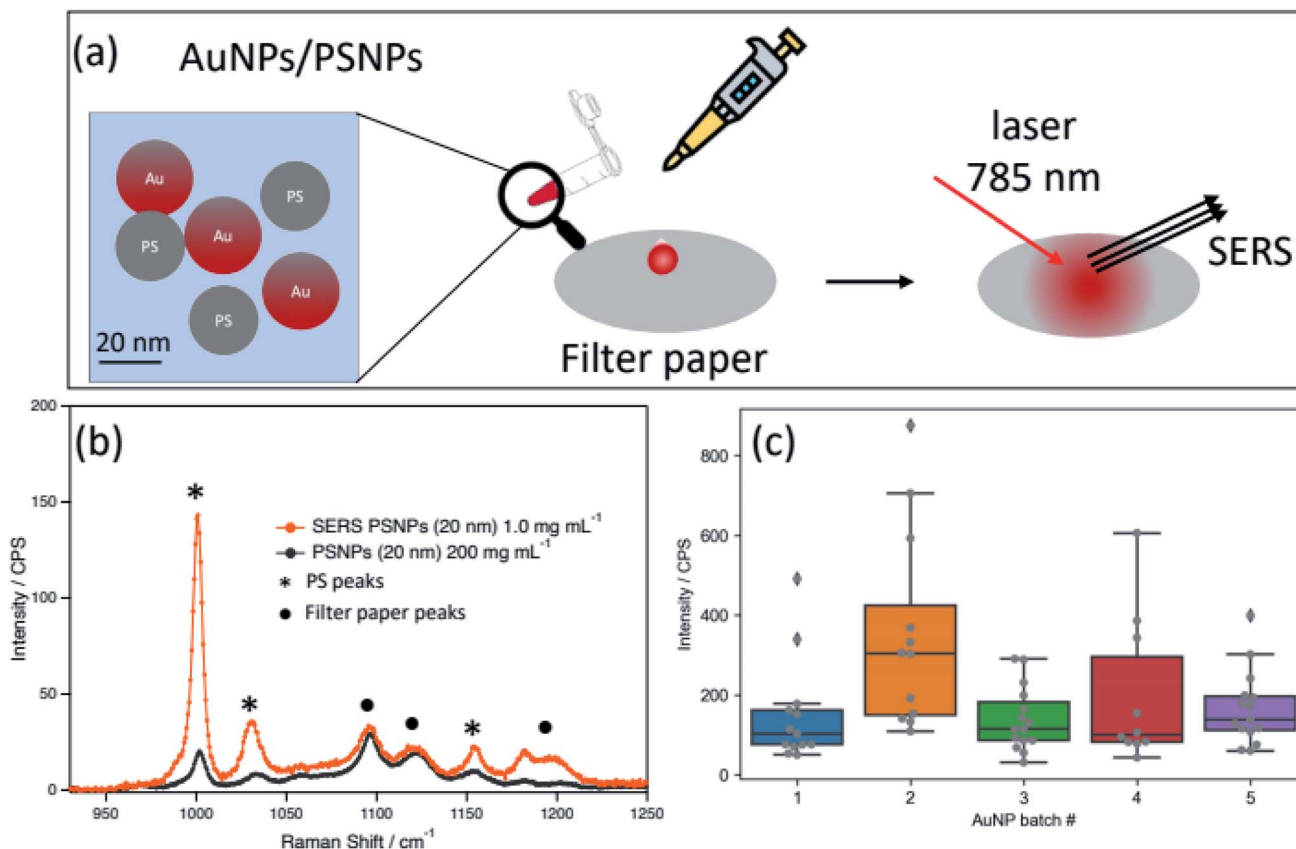 (a)
AuNPs/PSNPs
Au
PS
Au
PS
Au
PS
20 nm
Filter paper
laser
785 nm
SERS
(b)
200
150
100
50
0
Intensity / CPS
SERS PSNPs (20 nm) 1.0 mg mL⁻¹
PSNPs (20 nm) 200 mg mL⁻¹
* PS peaks
● Filter paper peaks
950
1000
1050
1100
1150
1200
1250
Raman Shift / cm⁻¹
(c)
800
600
400
200
0
Intensity / CPS
1
2
3
4
5
AuNP batch #